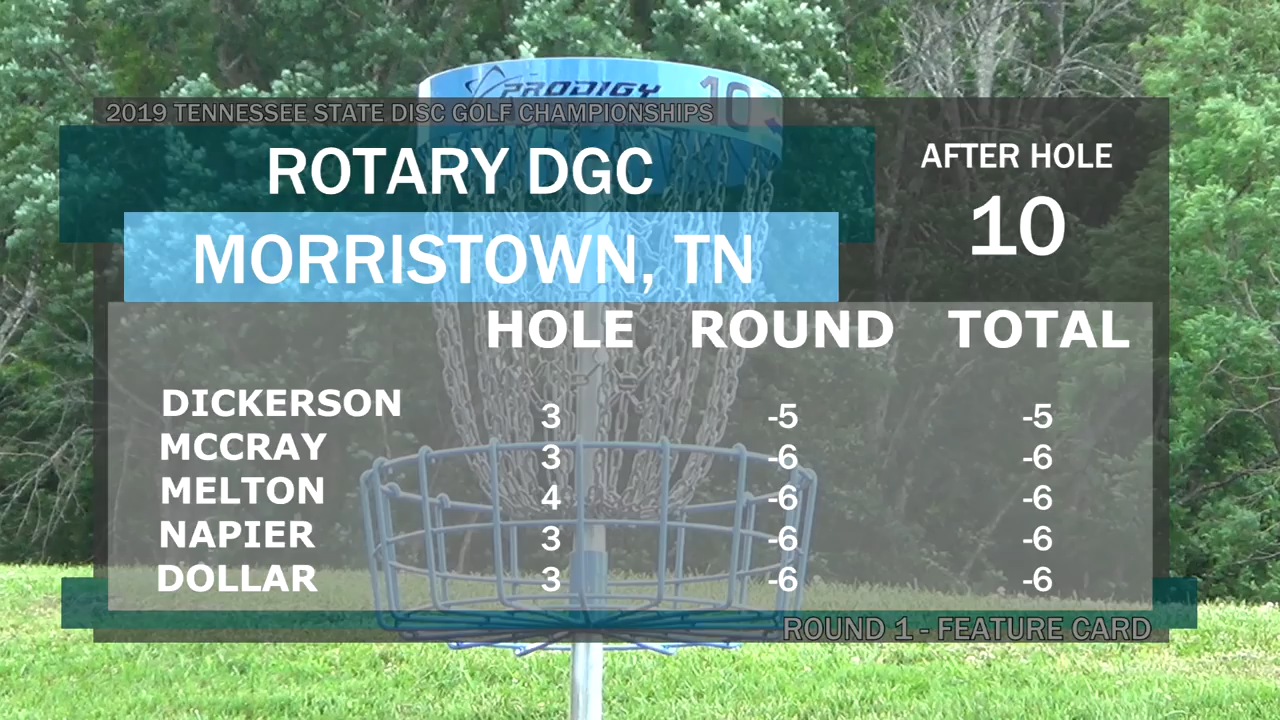 PRODIGY 10
2019 TENNESSEE STATE DISC GOLF CHAMPIONSHIPS
ROTARY DGC
MORRISTOWN, TN
AFTER HOLE
10
HOLE ROUND TOTAL
DICKERSON 3 -5 -5
MCCRAY 3 -6 -6
MELTON 4 -6 -6
NAPIER 3 -6 -6
DOLLAR 3 -6 -6
ROUND 1 - FEATURE CARD